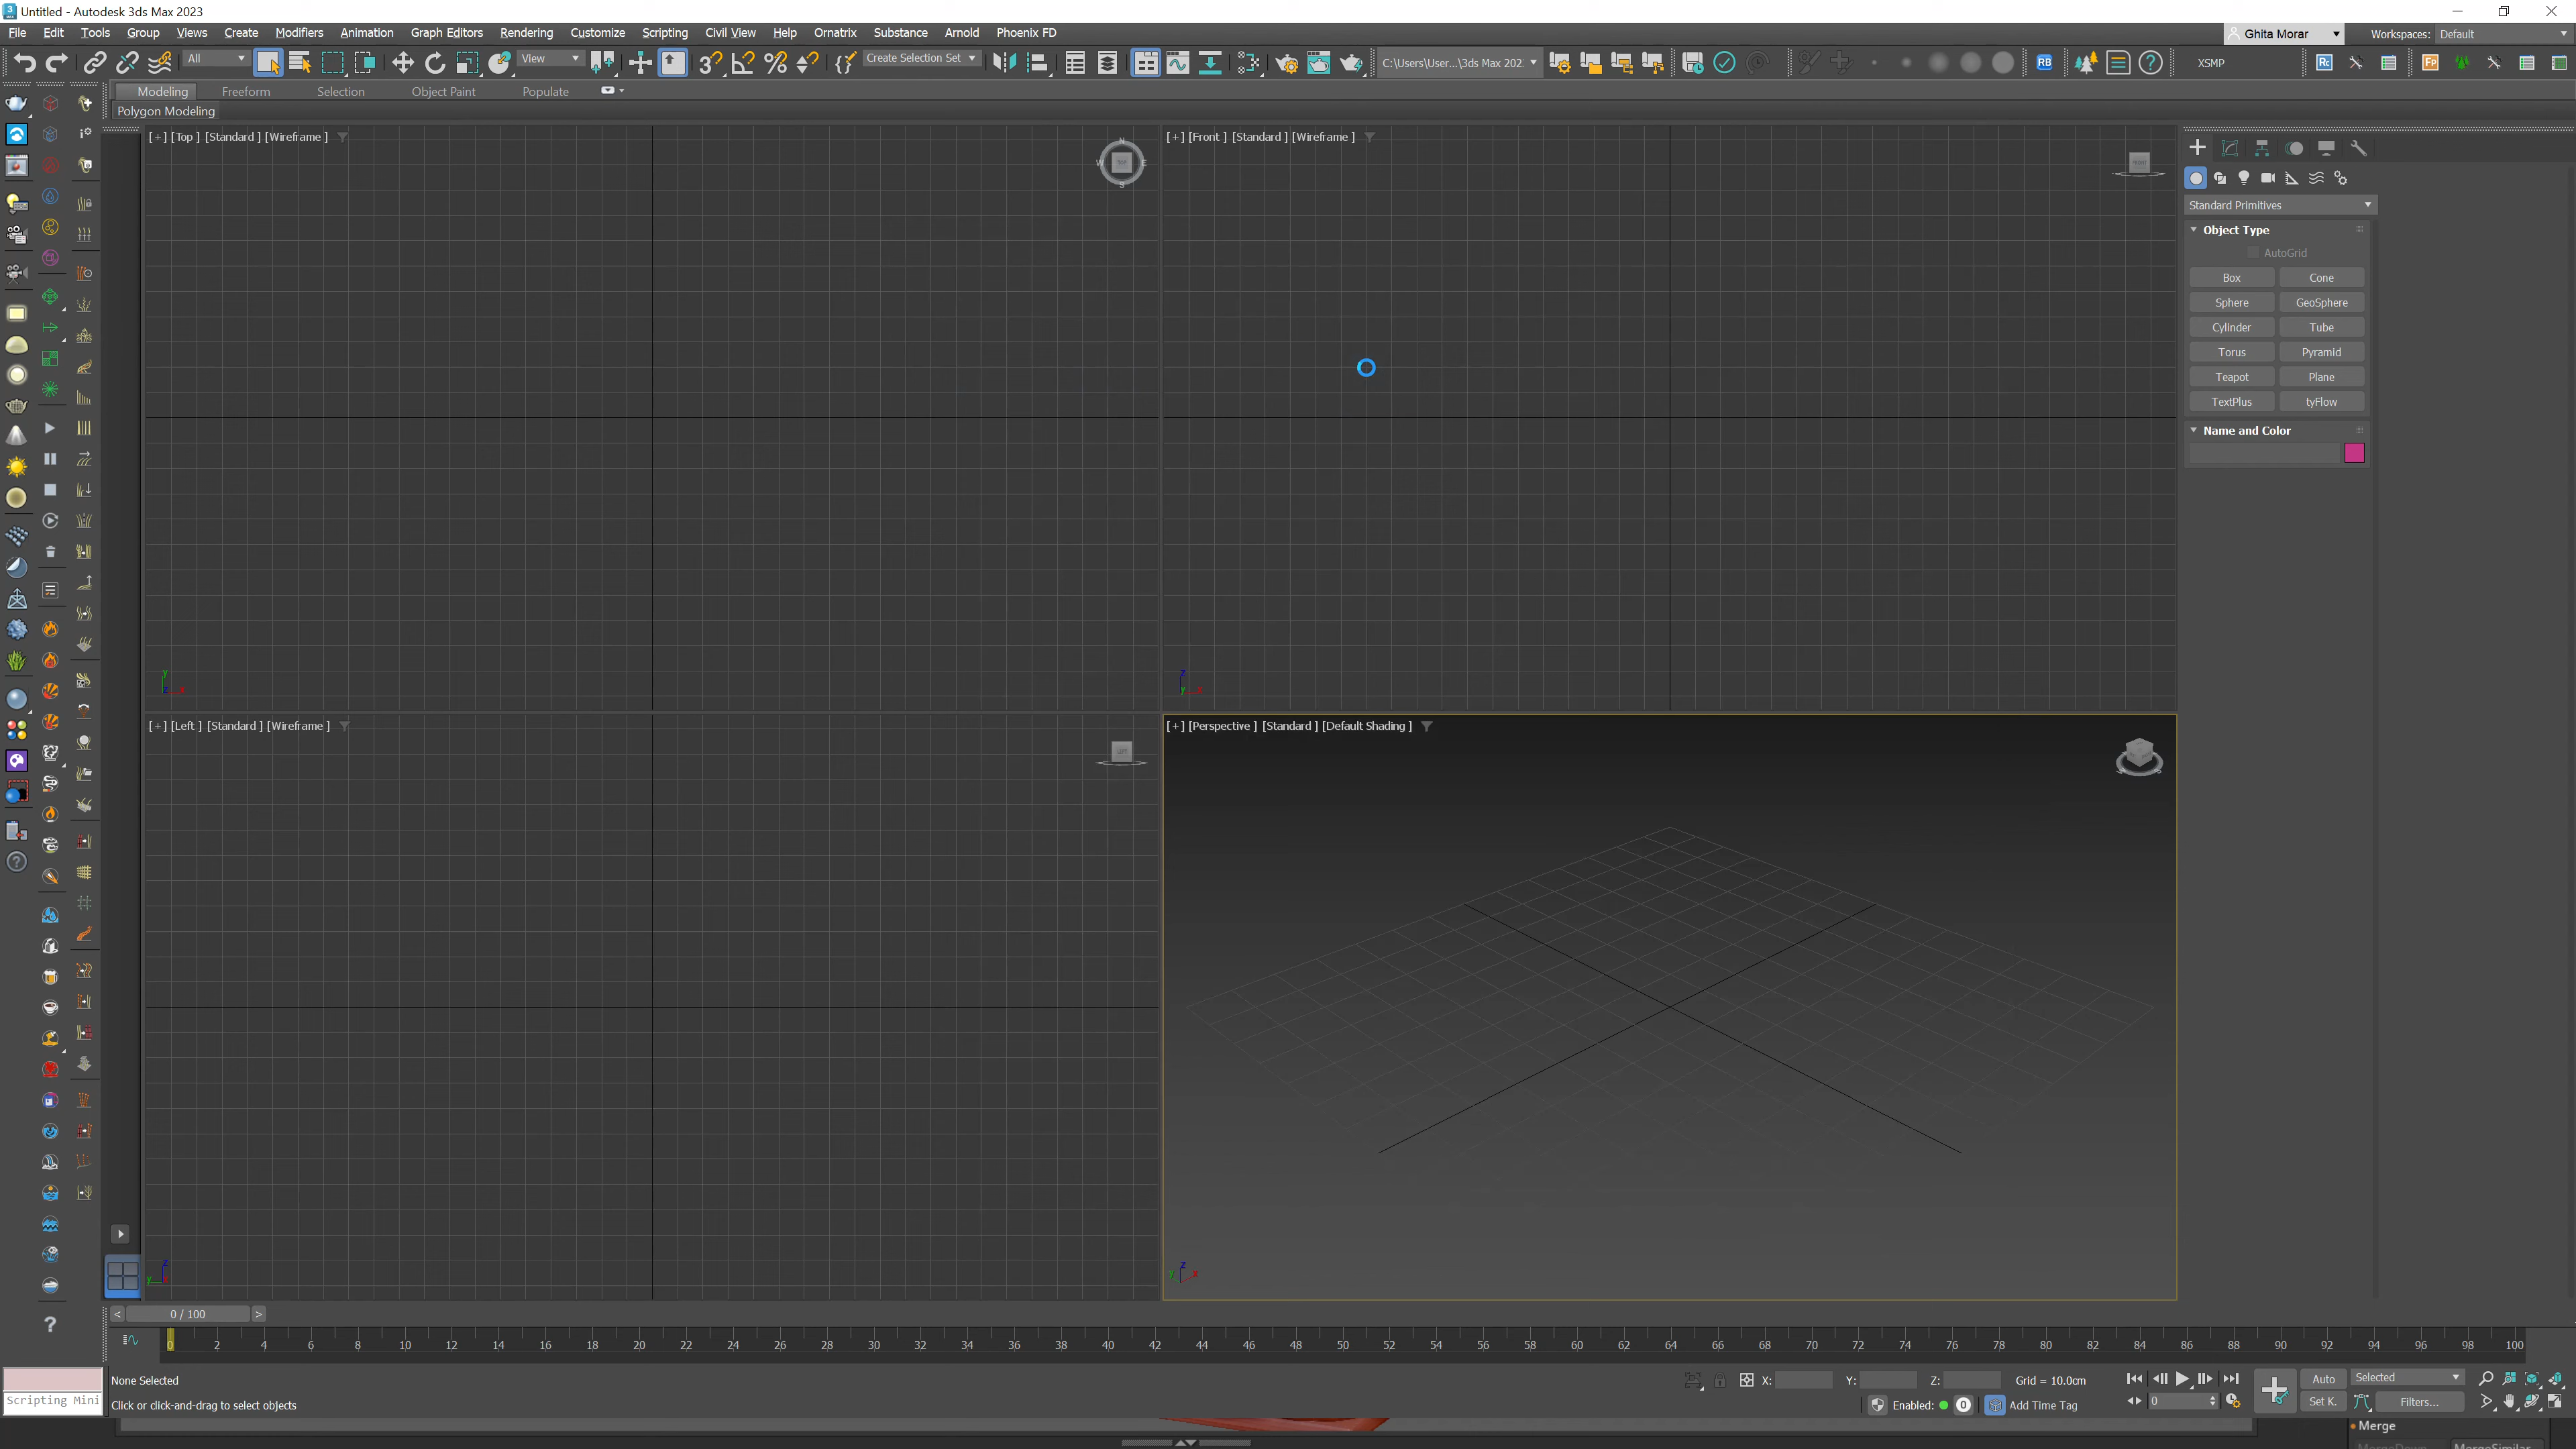 Untitled - Autodesk 3ds Max 2023
File Edit Tools Group Views Create Modifiers Animation Graph Editors Rendering Customize Scripting Civil View Help Ornatrix Substance Arnold Phoenix FD
Ghita Morar Workspaces: Default
All View Create Selection Set C:\Users\User...\3ds Max 202 RB XSMP Rc Fp
Modeling Freeform Selection Object Paint Populate
Polygon Modeling
[+] [Top ] [Standard ] [Wireframe ]
[+] [Front ] [Standard ] [Wireframe ]
N
W E
S
Standard Primitives
Object Type
AutoGrid
Box Cone
Sphere GeoSphere
Cylinder Tube
Torus Pyramid
Teapot Plane
TextPlus tyFlow
Name and Color
[+] [Left ] [Standard ] [Wireframe ]
[+] [Perspective ] [Standard ] [Default Shading ]
< 0 / 100 >
0 2 4 6 8 10 12 14 16 18 20 22 24 26 28 30 32 34 36 38 40 42 44 46 48 50 52 54 56 58 60 62 64 66 68 70 72 74 76 78 80 82 84 86 88 90 92 94 96 98 100
None Selected
X: Y: Z: Grid = 10.0cm
Auto Selected
Scripting Mini
Click or click-and-drag to select objects
Enabled: 0 Add Time Tag
0 Set K. Filters...
Merge